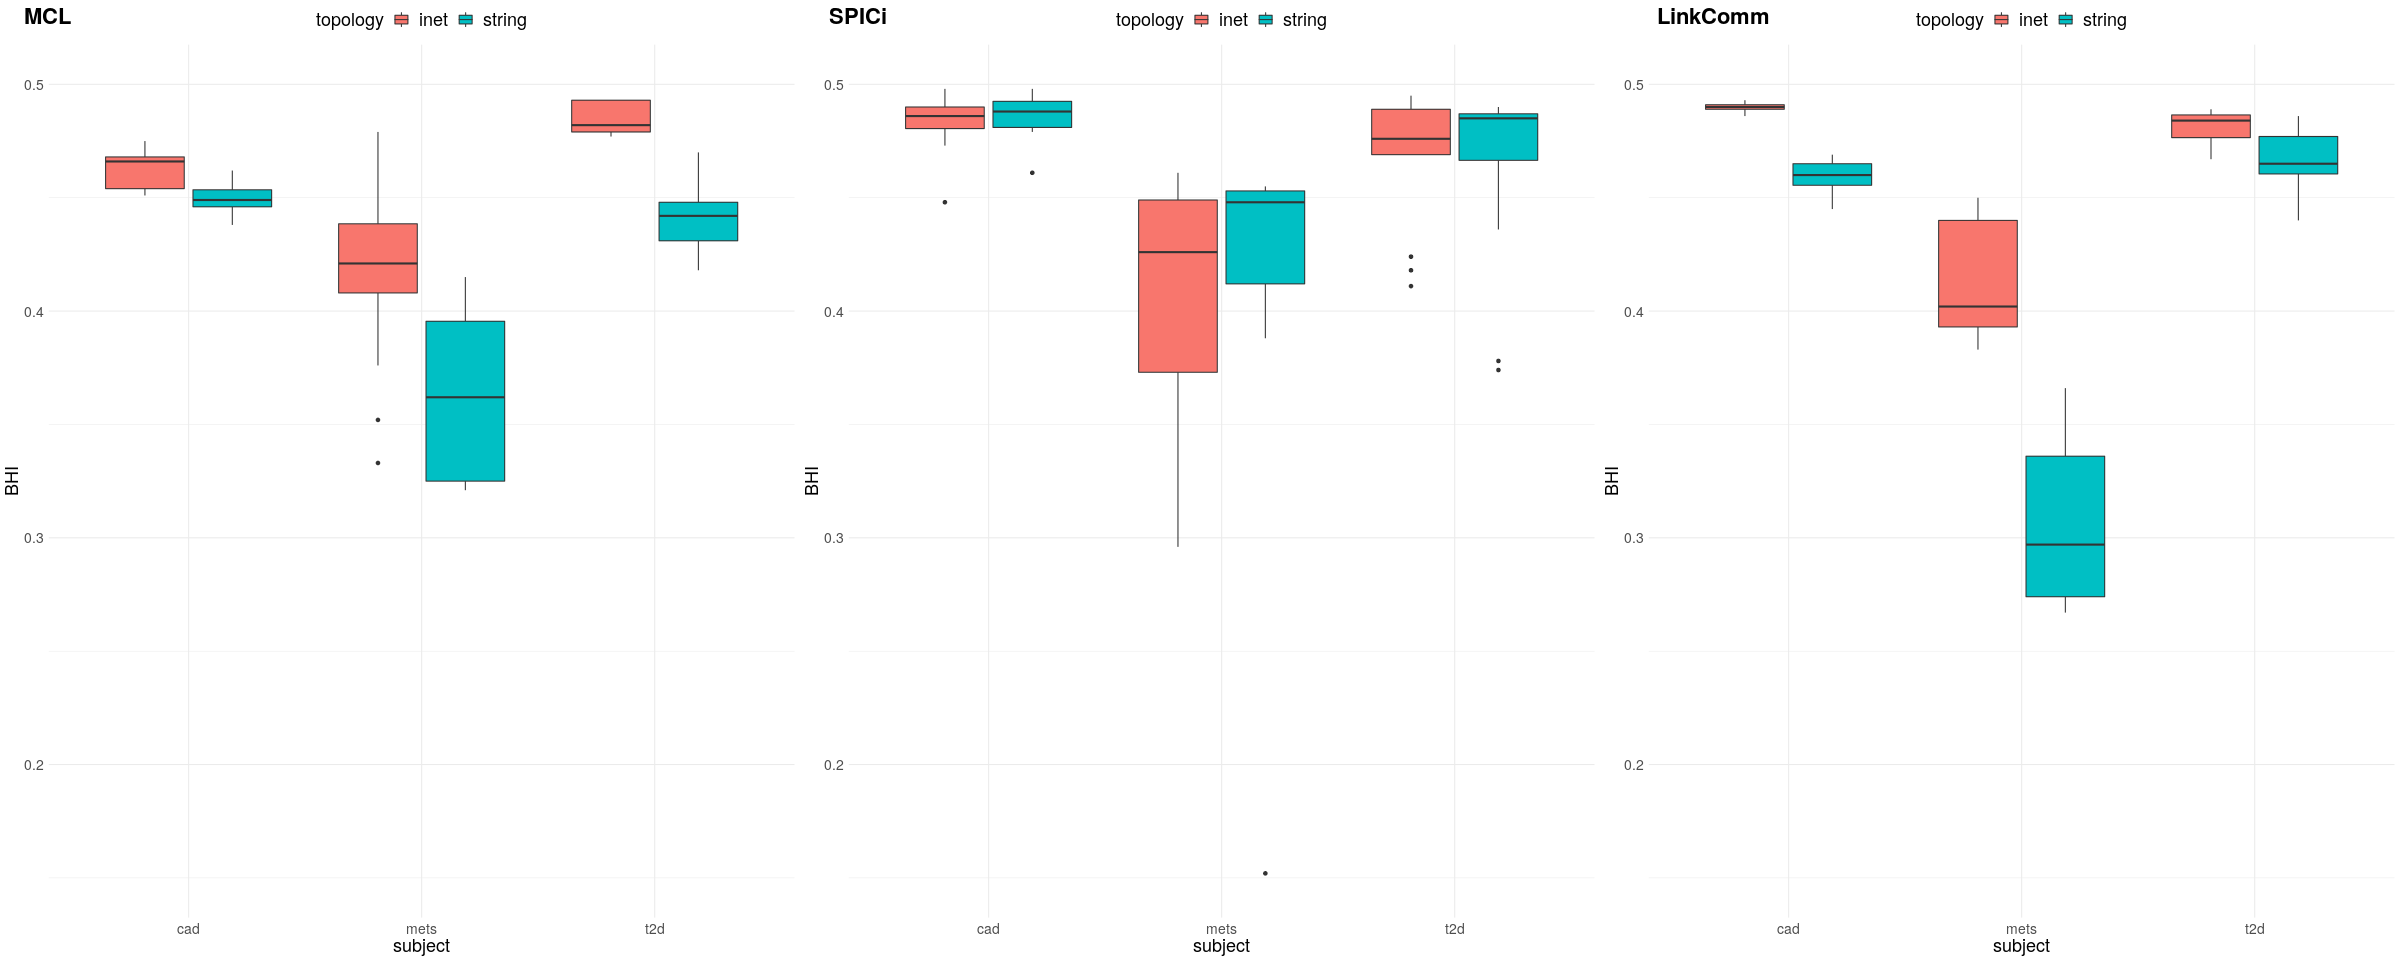 MCL
topology inet string
0.5
0.4
0.3
0.2
BHI
cad mets t2d
subject
SPICi
topology inet string
0.5
0.4
0.3
0.2
BHI
cad mets t2d
subject
LinkComm
topology inet string
0.5
0.4
0.3
0.2
BHI
cad mets t2d
subject